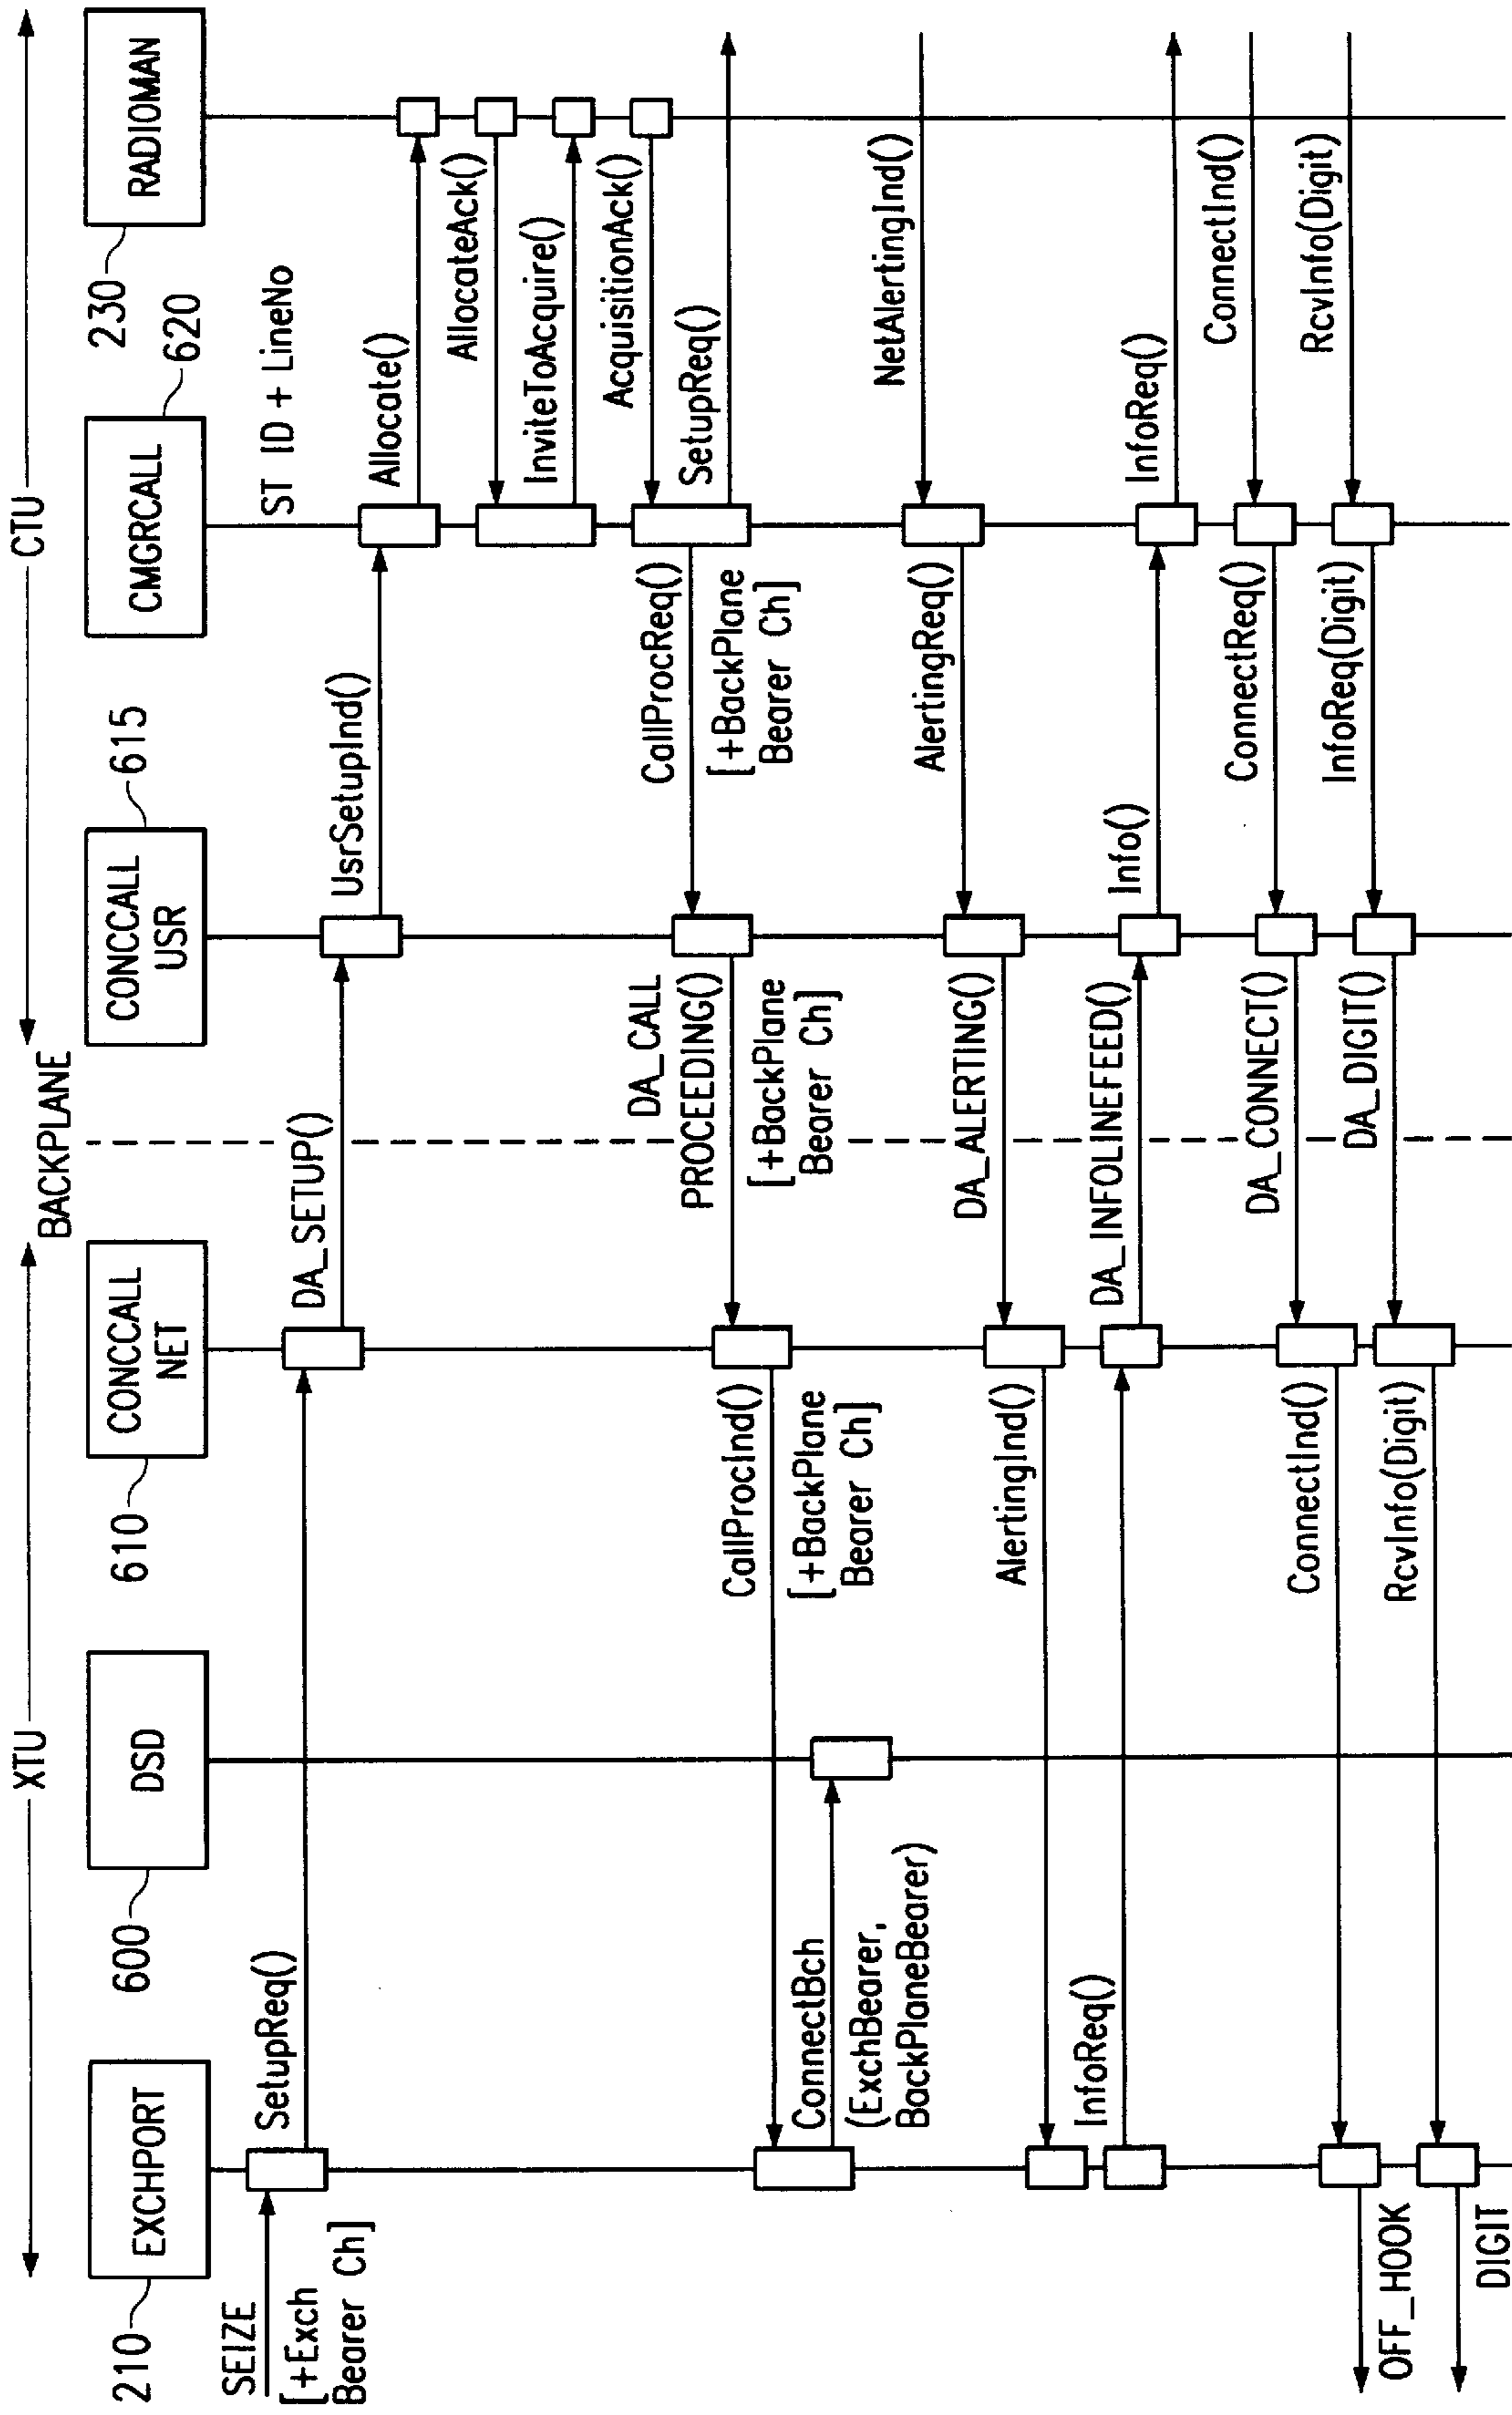 XTU
BACKPLANE
CTU
210
EXCHPORT
600
DSD
610
CONCCALL
NET
CONCCALL
USR
615
CMGRCALL
620
RADIOMAN
230
SEIZE
[+Exch
Bearer Ch]
SetupReq()
DA_SETUP()
UsrSetupInd()
ST ID + LineNo
Allocate()
AllocateAck()
InviteToAcquire()
AcquisitionAck()
SetupReq()
CallProcReq()
[+BackPlane
Bearer Ch]
DA_CALL
PROCEEDING()
[+BackPlane
Bearer Ch]
CallProcInd()
[+BackPlane
Bearer Ch]
ConnectBch
(ExchBearer,
BackPlaneBearer)
NetAlertingInd()
AlertingReq()
DA_ALERTING()
AlertingInd()
InfoReq()
DA_INFOLINEFEED()
Info()
InfoReq()
ConnectInd()
ConnectReq()
DA_CONNECT()
ConnectInd()
OFF_HOOK
RcvInfo(Digit)
InfoReq(Digit)
DA_DIGIT()
RcvInfo(Digit)
DIGIT